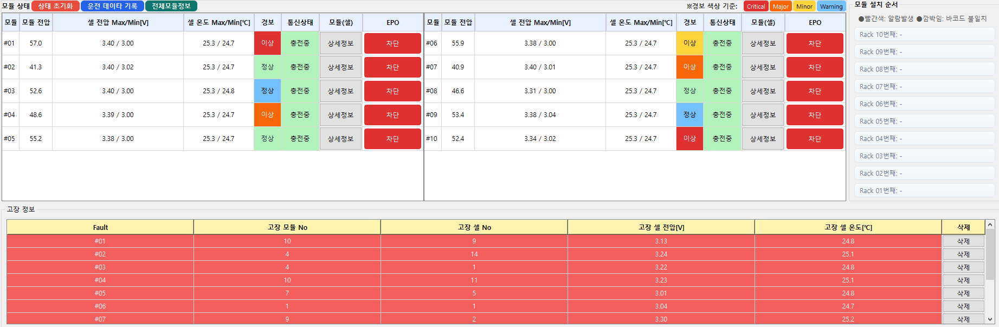 모듈 상태 상태 초기화 운전 데이타 기록 전체모듈정보 ※경보 색상 기준: Critical Major Minor Warning
모듈 모듈 전압 셀 전압 Max/Min[V] 셀 온도 Max/Min[℃] 경보 통신상태 모듈(셀) EPO
#01 57.0 3.40 / 3.00 25.3 / 24.7 이상 충전중 상세정보 차단
#02 41.3 3.40 / 3.02 25.3 / 24.7 정상 충전중 상세정보 차단
#03 52.6 3.40 / 3.00 25.3 / 24.8 정상 충전중 상세정보 차단
#04 48.6 3.39 / 3.00 25.3 / 24.7 이상 충전중 상세정보 차단
#05 55.2 3.38 / 3.00 25.3 / 24.7 정상 충전중 상세정보 차단
모듈 모듈 전압 셀 전압 Max/Min[V] 셀 온도 Max/Min[℃] 경보 통신상태 모듈(셀) EPO
#06 55.9 3.38 / 3.00 25.3 / 24.7 이상 충전중 상세정보 차단
#07 40.9 3.40 / 3.01 25.3 / 24.7 이상 충전중 상세정보 차단
#08 46.6 3.31 / 3.00 25.3 / 24.7 정상 충전중 상세정보 차단
#09 53.4 3.38 / 3.04 25.3 / 24.7 정상 충전중 상세정보 차단
#10 52.4 3.34 / 3.02 25.3 / 24.7 이상 충전중 상세정보 차단
모듈 설치 순서
●빨간색: 알람발생 ●깜박임: 바코드 불일치
Rack 10번째: -
Rack 09번째: -
Rack 08번째: -
Rack 07번째: -
Rack 06번째: -
Rack 05번째: -
Rack 04번째: -
Rack 03번째: -
Rack 02번째: -
Rack 01번째: -
고장 정보
Fault 고장 모듈 No 고장 셀 No 고장 셀 전압[V] 고장 셀 온도[℃] 삭제
#01 10 9 3.13 24.8 삭제
#02 4 14 3.24 25.1 삭제
#03 4 1 3.22 24.8 삭제
#04 10 11 3.23 25.1 삭제
#05 7 5 3.01 24.8 삭제
#06 1 1 3.04 24.7 삭제
#07 9 2 3.30 25.2 삭제